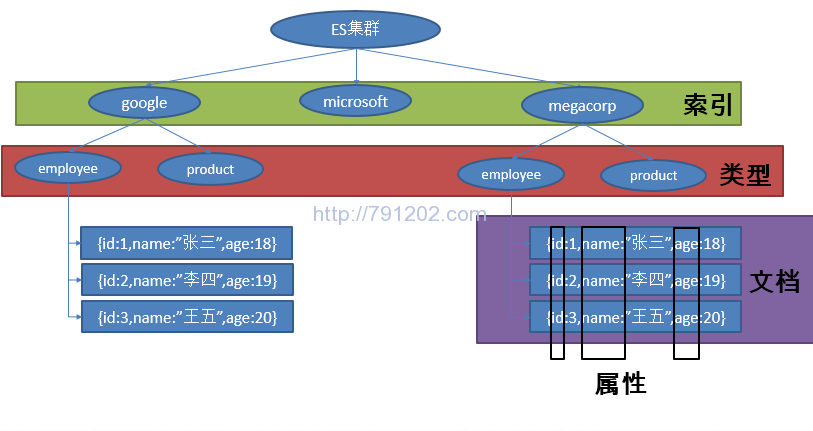 ES集群
google microsoft megacorp 索引
employee product employee product 类型
http://791202.com
{id:1,name:”张三”,age:18} {id:1,name:”张三”,age:18}
{id:2,name:”李四”,age:19} {id:2,name:”李四”,age:19} 文档
{id:3,name:”王五”,age:20} {id:3,name:”王五”,age:20}
属性